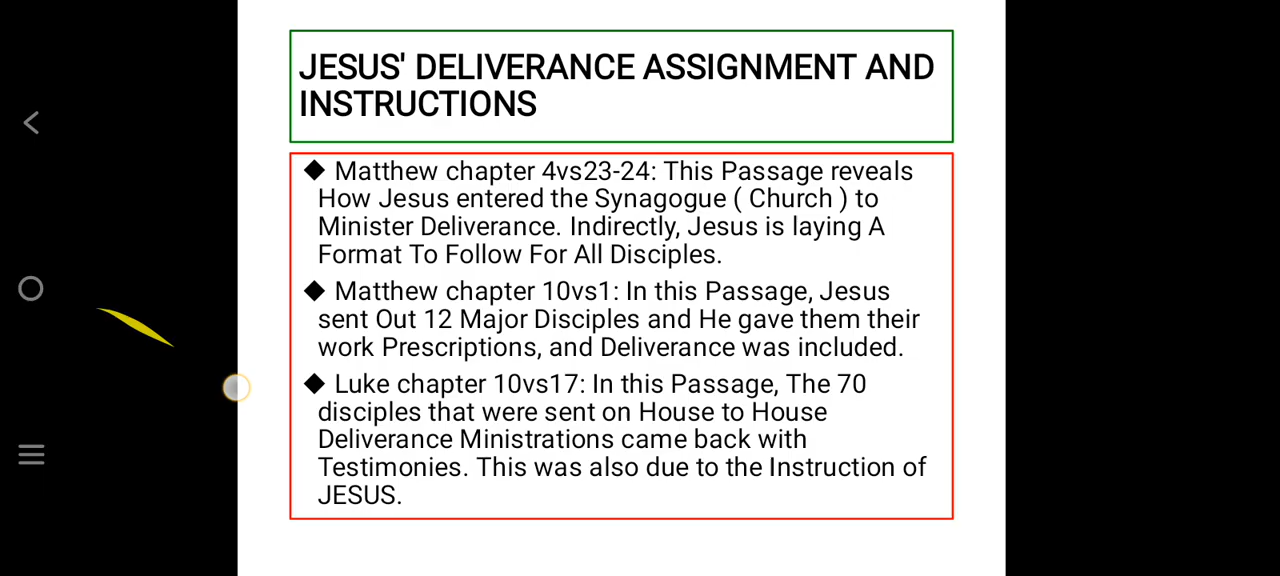 JESUS' DELIVERANCE ASSIGNMENT AND
INSTRUCTIONS
◆ Matthew chapter 4vs23-24: This Passage reveals
How Jesus entered the Synagogue ( Church ) to
Minister Deliverance. Indirectly, Jesus is laying A
Format To Follow For All Disciples.
◆ Matthew chapter 10vs1: In this Passage, Jesus
sent Out 12 Major Disciples and He gave them their
work Prescriptions, and Deliverance was included.
◆ Luke chapter 10vs17: In this Passage, The 70
disciples that were sent on House to House
Deliverance Ministrations came back with
Testimonies. This was also due to the Instruction of
JESUS.